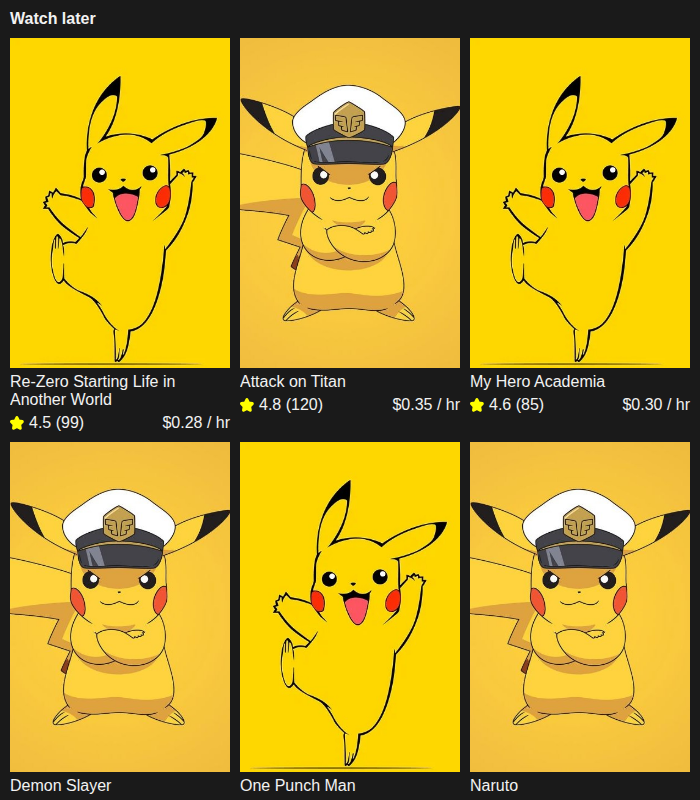 Watch later
Re-Zero Starting Life in
Another World
4.5 (99)
$0.28 / hr
Attack on Titan
4.8 (120)
$0.35 / hr
My Hero Academia
4.6 (85)
$0.30 / hr
Demon Slayer
One Punch Man
Naruto